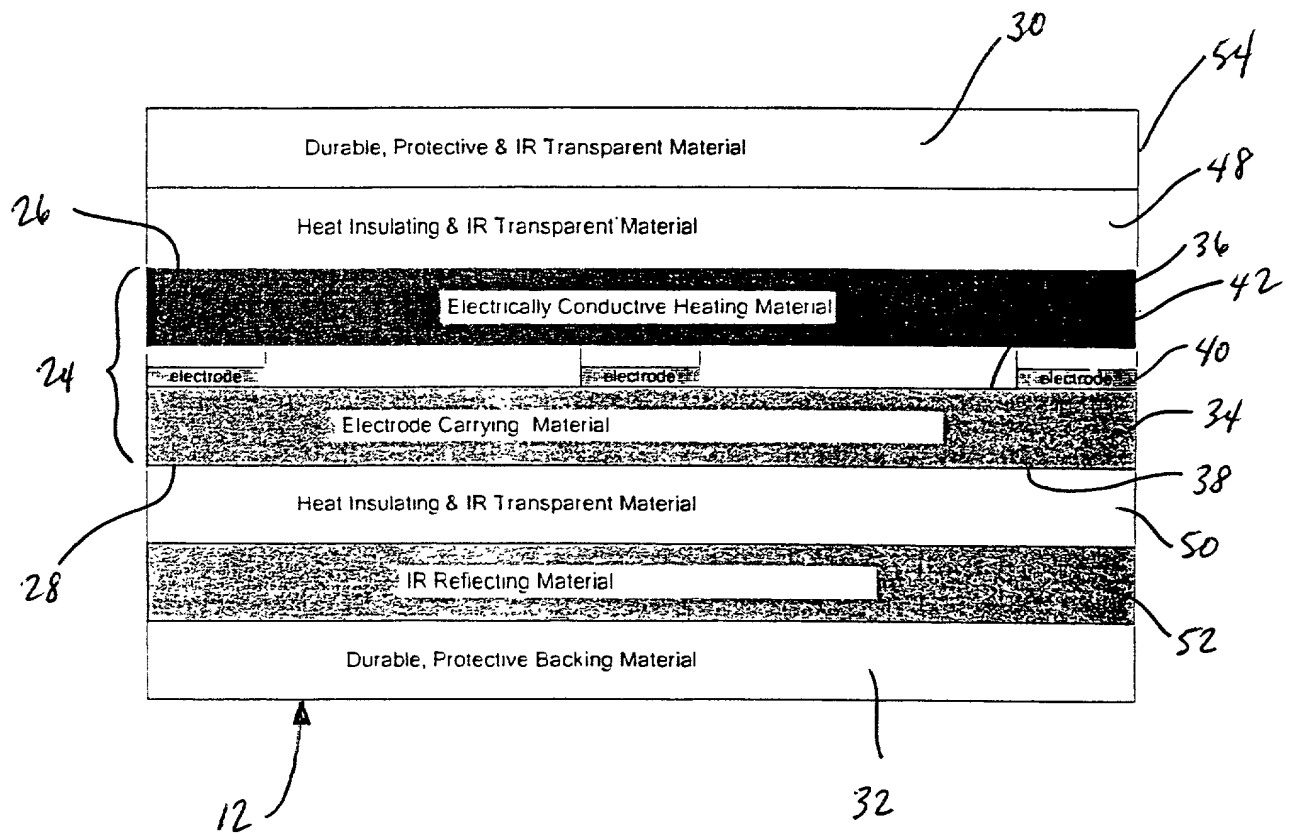 30
54
Durable, Protective & IR Transparent Material
48
26
Heat Insulating & IR Transparent Material
36
Electrically Conductive Heating Material
42
24
electrode electrode electrode
40
Electrode Carrying Material
34
38
Heat Insulating & IR Transparent Material
50
28
IR Reflecting Material
52
Durable, Protective Backing Material
12
32